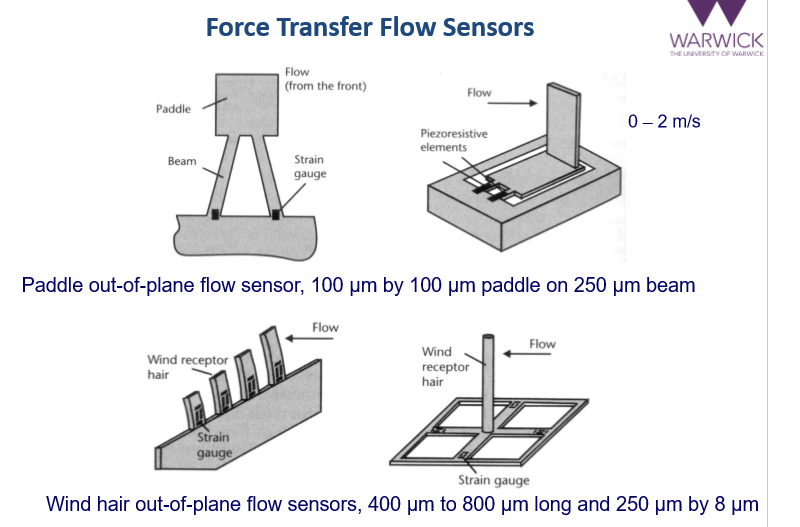 Force Transfer Flow Sensors
WARWICK
THE UNIVERSITY OF WARWICK
Flow
(from the front)
Paddle
Beam
Strain
gauge
Flow
Piezoresistive
elements
0 – 2 m/s
Paddle out-of-plane flow sensor, 100 µm by 100 µm paddle on 250 µm beam
Flow
Wind receptor
hair
Strain
gauge
Wind
receptor
hair
Flow
Strain gauge
Wind hair out-of-plane flow sensors, 400 µm to 800 µm long and 250 µm by 8 µm